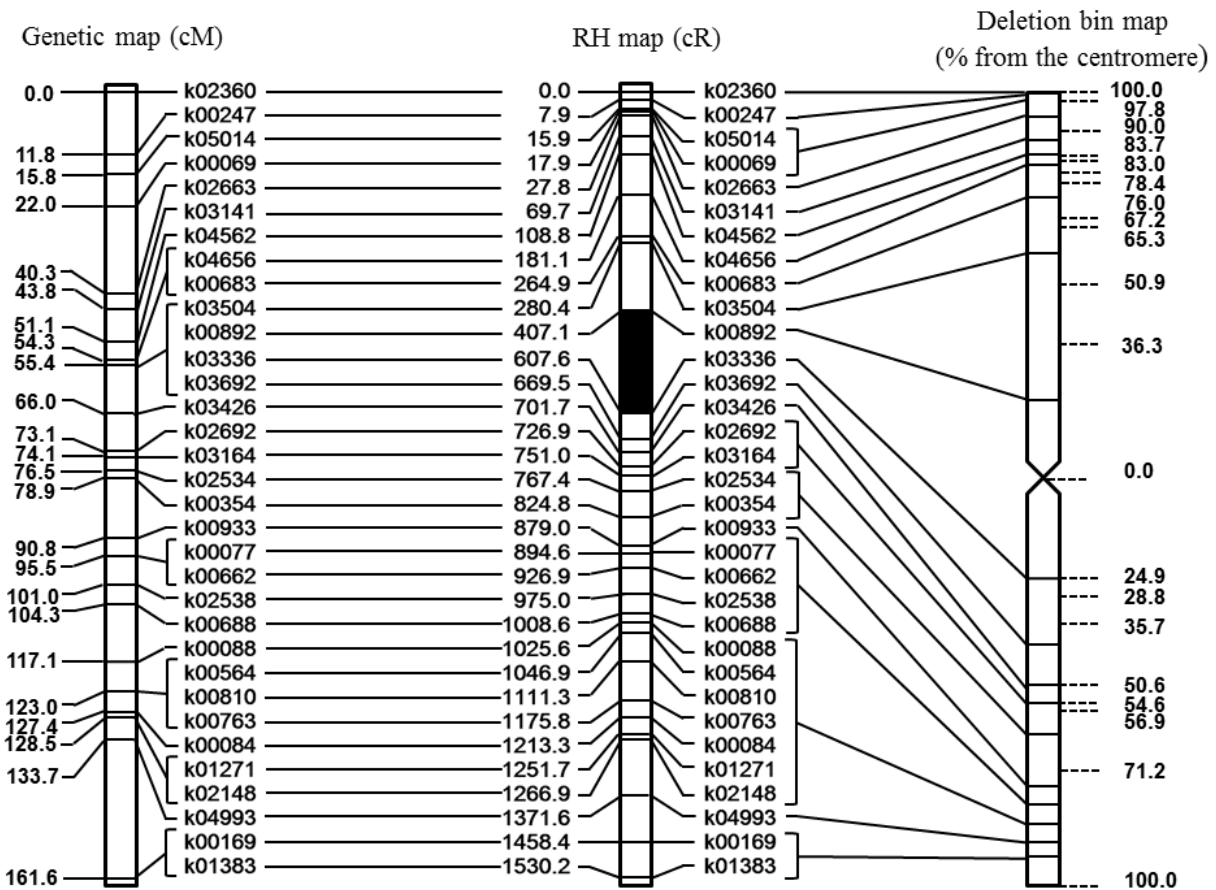 Genetic map (cM)
RH map (cR)
Deletion bin map
(% from the centromere)
0.0
11.8
15.8
22.0
40.3
43.8
51.1
54.3
55.4
66.0
73.1
74.1
76.5
78.9
90.8
95.5
101.0
104.3
117.1
123.0
127.4
128.5
133.7
161.6
k02360
k00247
k05014
k00069
k02663
k03141
k04562
k04656
k00683
k03504
k00892
k03336
k03692
k03426
k02692
k03164
k02534
k00354
k00933
k00077
k00662
k02538
k00688
k00088
k00564
k00810
k00763
k00084
k01271
k02148
k04993
k00169
k01383
0.0
7.9
15.9
17.9
27.8
69.7
108.8
181.1
264.9
280.4
407.1
607.6
669.5
701.7
726.9
751.0
767.4
824.8
879.0
894.6
926.9
975.0
1008.6
1025.6
1046.9
1111.3
1175.8
1213.3
1251.7
1266.9
1371.6
1458.4
1530.2
k02360
k00247
k05014
k00069
k02663
k03141
k04562
k04656
k00683
k03504
k00892
k03336
k03692
k03426
k02692
k03164
k02534
k00354
k00933
k00077
k00662
k02538
k00688
k00088
k00564
k00810
k00763
k00084
k01271
k02148
k04993
k00169
k01383
100.0
97.8
90.0
83.7
83.0
78.4
76.0
67.2
65.3
50.9
36.3
0.0
24.9
28.8
35.7
50.6
54.6
56.9
71.2
100.0